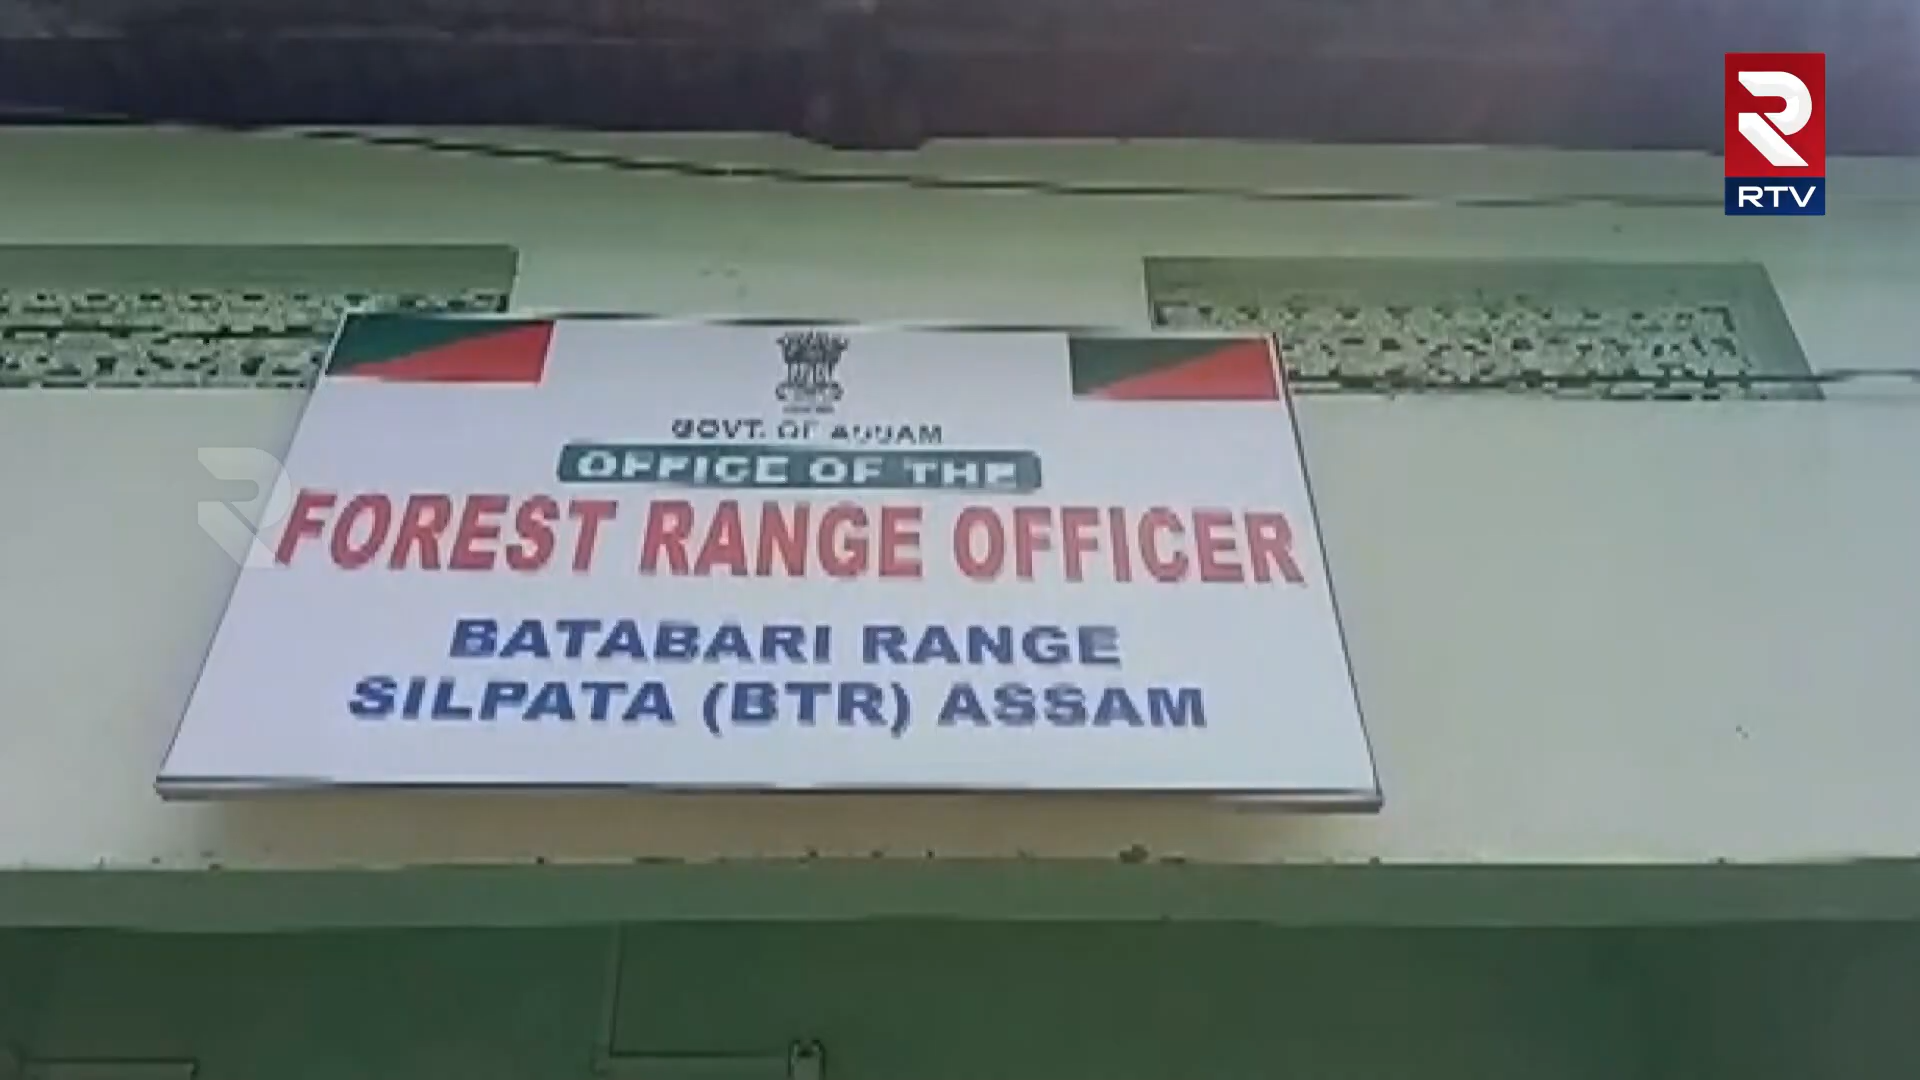 RTV
GOVT. OF ASSAM
OFFICE OF THE
FOREST RANGE OFFICER
BATABARI RANGE
SILPATA (BTR) ASSAM